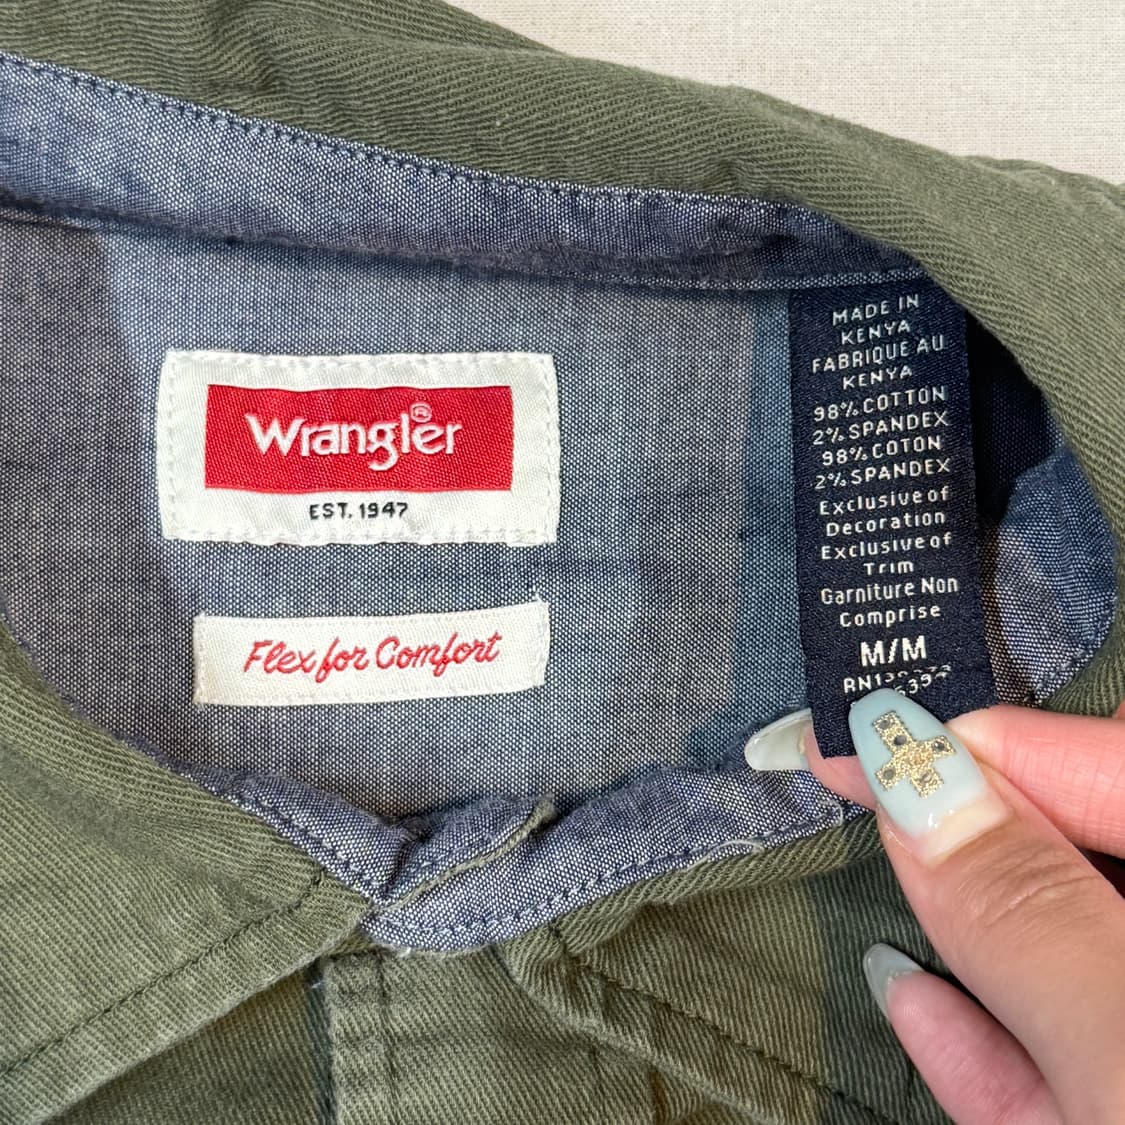 Wrangler®
EST. 1947
Flex for Comfort
MADE IN
KENYA
FABRIQUE AU
KENYA
98% COTTON
2% SPANDEX
98% COTON
2% SPANDEX
Exclusive of
Decoration
Exclusive of
Trim
Garniture Non
Comprise
M/M